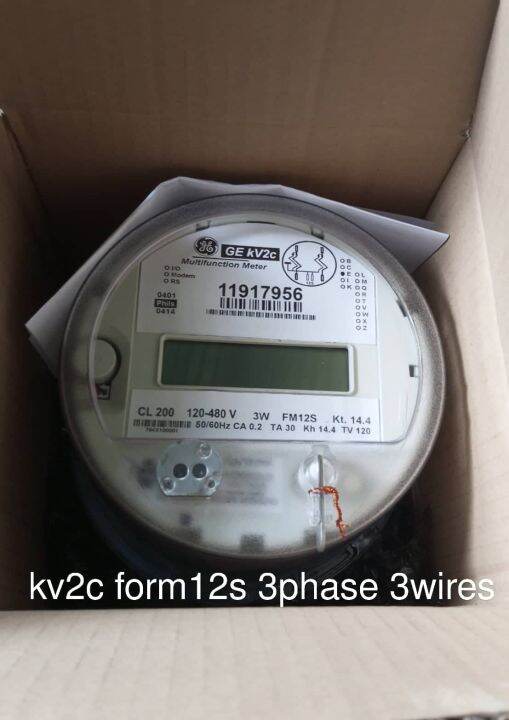 GE kV2c
Multifunction Meter
O I/O
O Modem
O RS
O B
O C
● E O L
O I O M
O K O Q
O R
O T
O V
O W
O X
O Z
0401
Phils
0414
11917956
CL 200 120-480 V 3W FM12S Kt. 14.4
50/60Hz CA 0.2 TA 30 Kh 14.4 TV 120
kv2c form12s 3phase 3wires